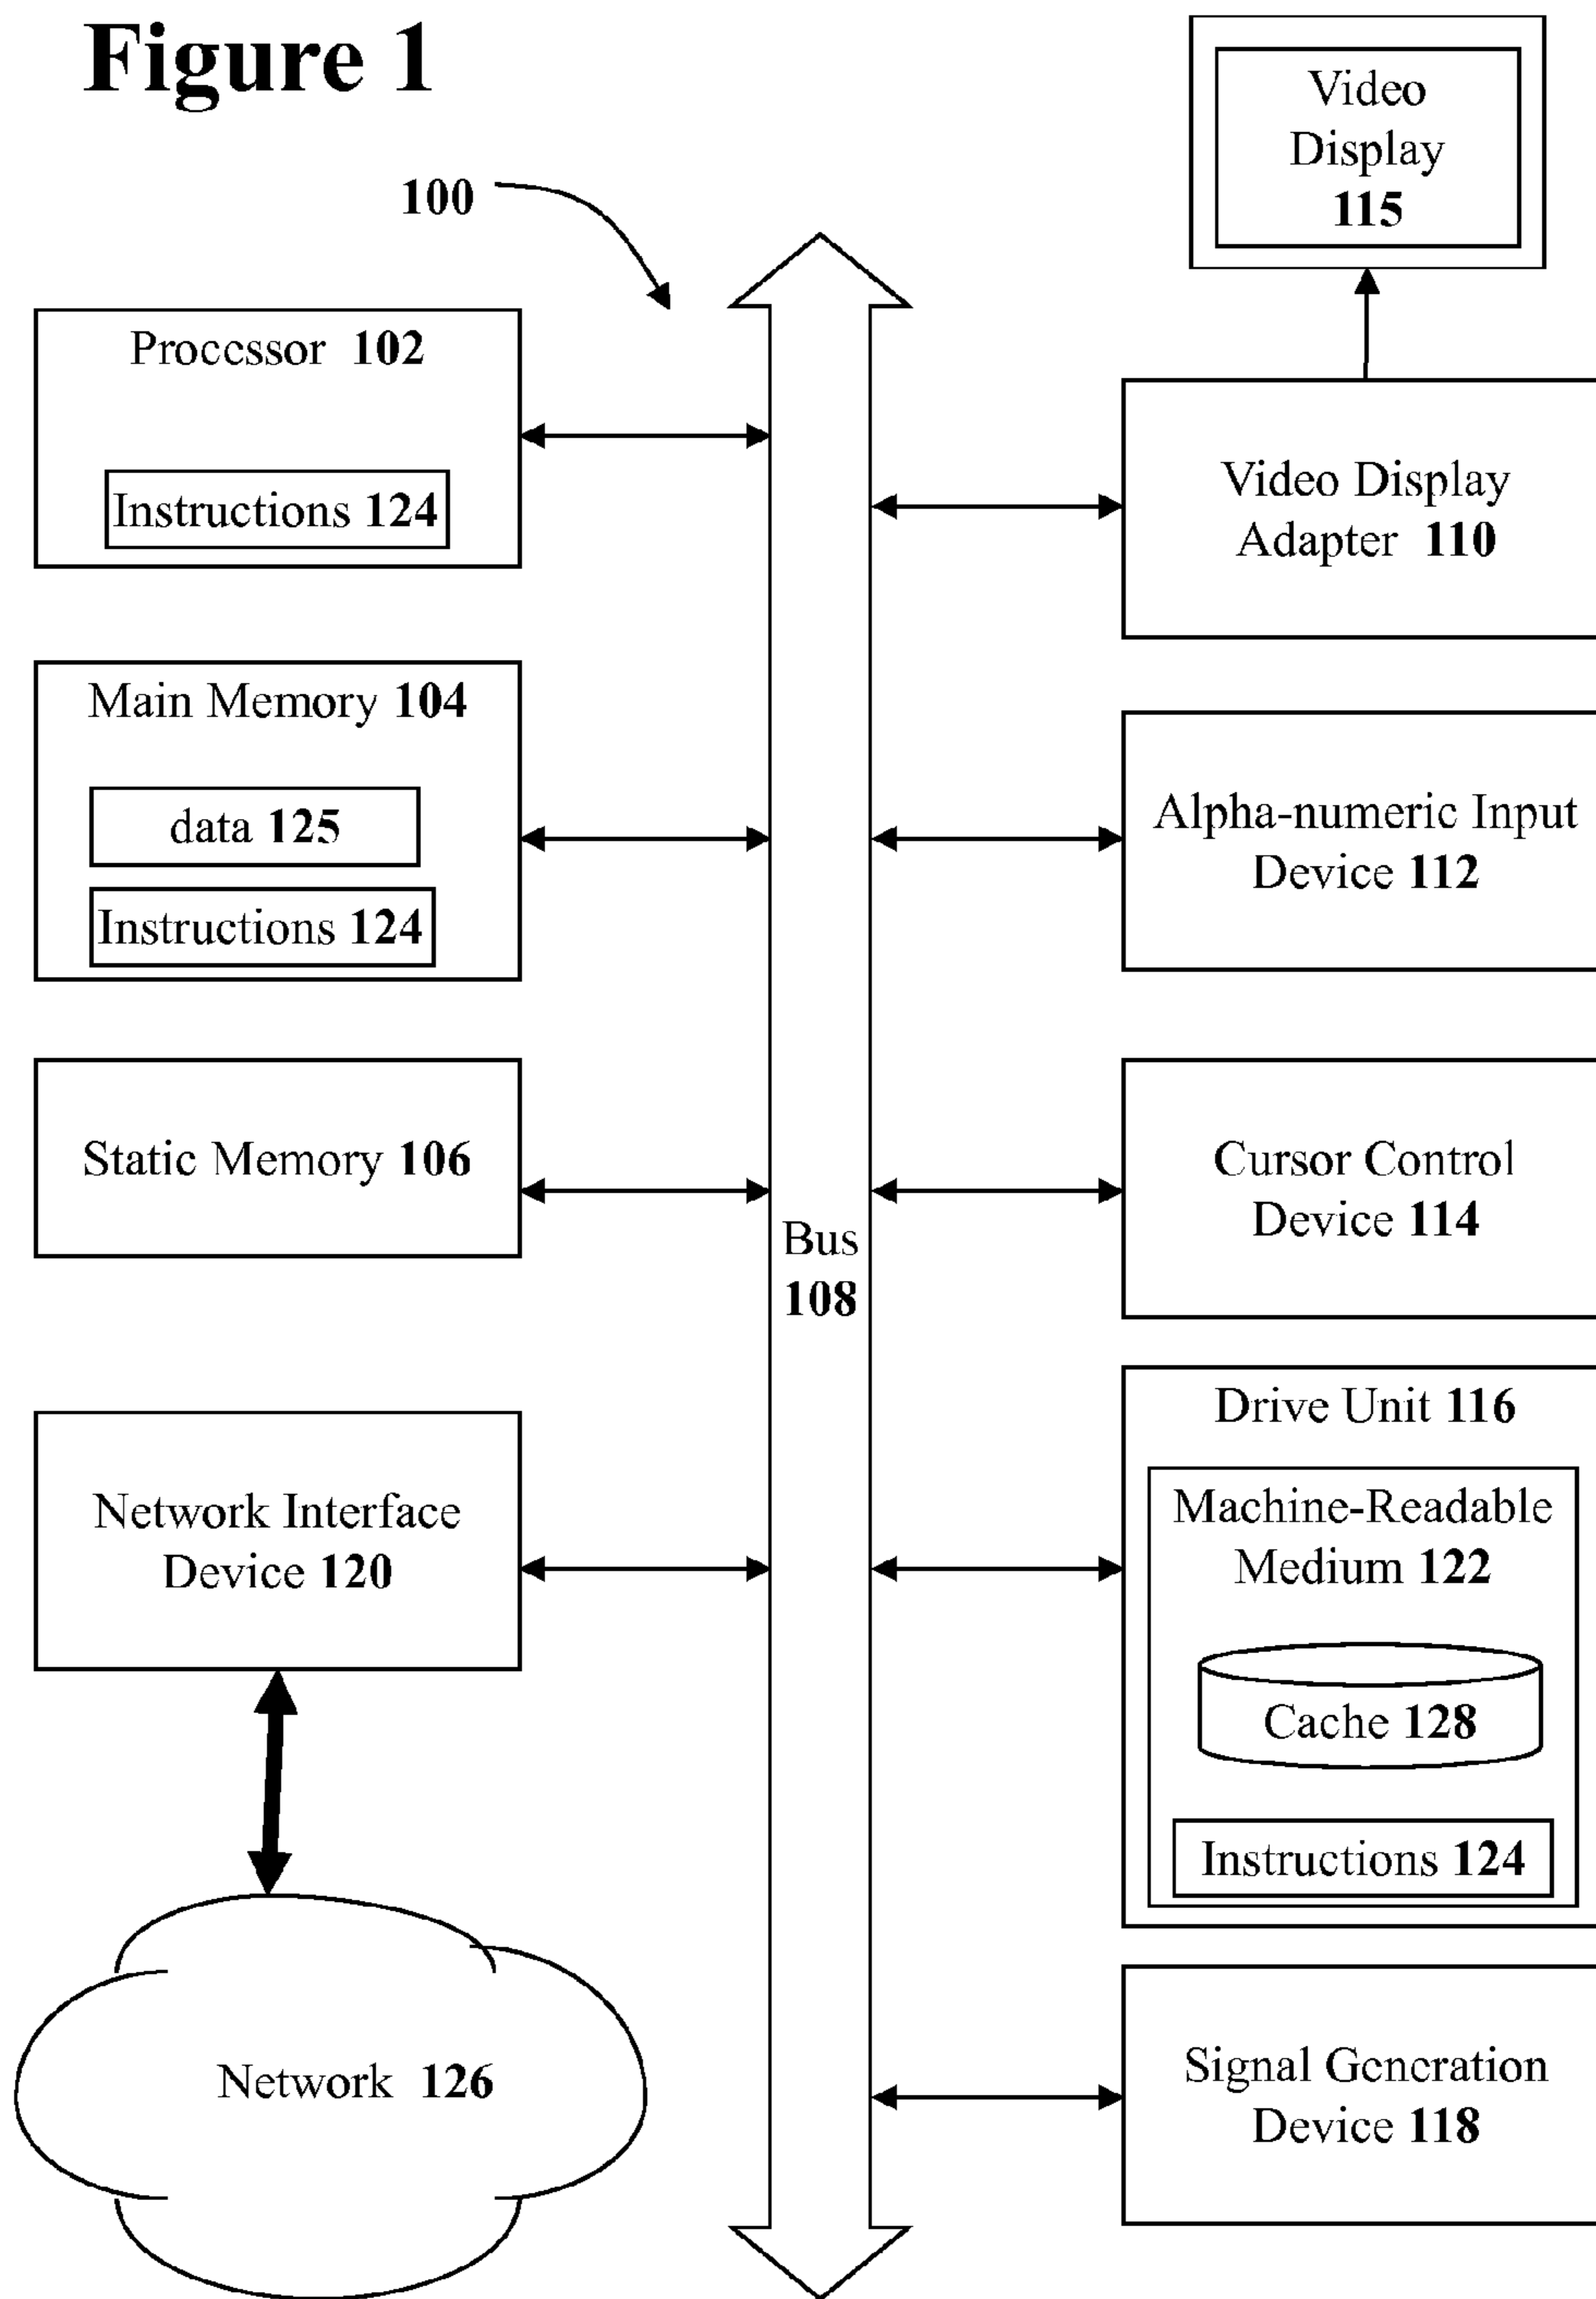 Figure 1
100
Video
Display
115
Processor 102
Instructions 124
Video Display
Adapter 110
Main Memory 104
data 125
Instructions 124
Alpha-numeric Input
Device 112
Static Memory 106
Cursor Control
Device 114
Bus
108
Network Interface
Device 120
Drive Unit 116
Machine-Readable
Medium 122
Cache 128
Instructions 124
Network 126
Signal Generation
Device 118